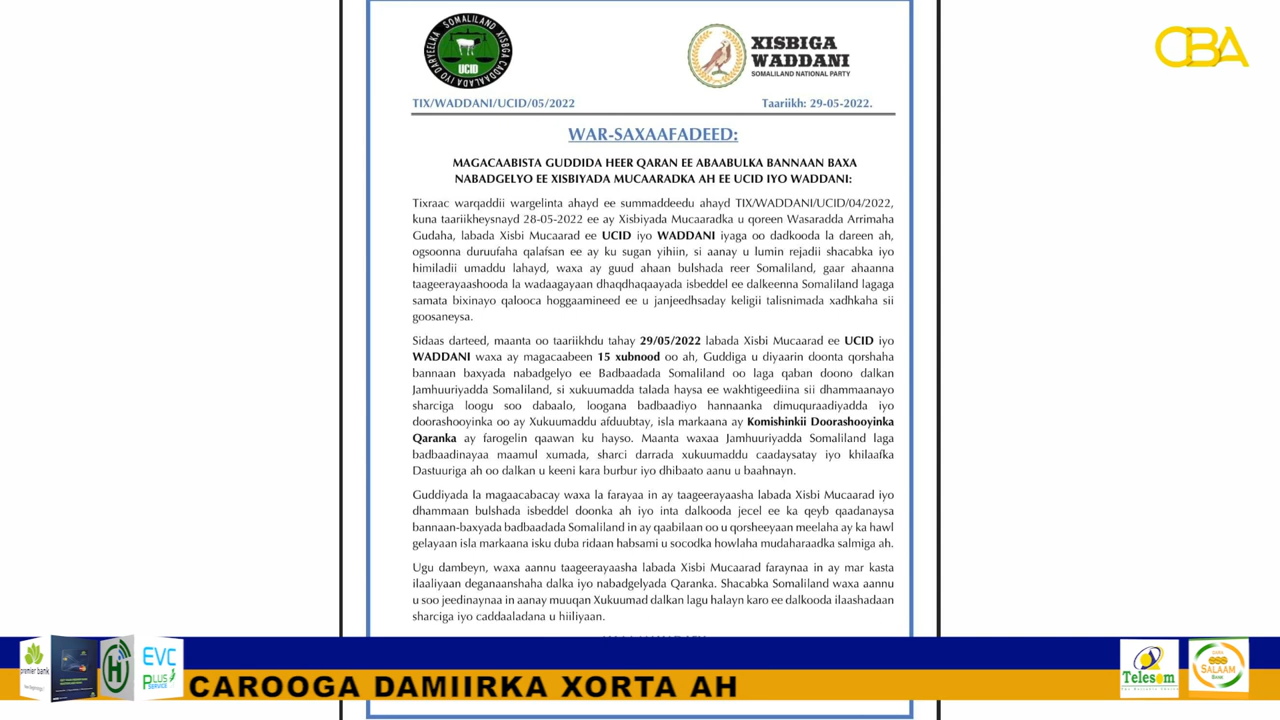 SOMALILAND XISBGA CADDAALADA IYO DARYEELKA
UCID
XISBIGA
WADDANI
SOMALILAND NATIONAL PARTY
CBA
TIX/WADDANI/UCID/05/2022
Taariikh: 29-05-2022.
WAR-SAXAAFADEED:
MAGACAABISTA GUDDIDA HEER QARAN EE ABAABULKA BANNAAN BAXA
NABADGELYO EE XISBIYADA MUCAARADKA AH EE UCID IYO WADDANI:
Tixraac warqaddii wargelinta ahayd ee summaddeedu ahayd TIX/WADDANI/UCID/04/2022,
kuna taariikheysnayd 28-05-2022 ee ay Xisbiyada Mucaaradku u qoreen Wasaradda Arrimaha
Gudaha, labada Xisbi Mucaarad ee UCID iyo WADDANI iyaga oo dadkooda la dareen ah,
ogsoonna duruufaha qalafsan ee ay ku sugan yihiin, si aanay u lumin rejadii shacabka iyo
himiladii umaddu lahayd, waxa ay guud ahaan bulshada reer Somaliland, gaar ahaanna
taageerayaashooda la wadaagayaan dhaqdhaqaayada isbeddel ee dalkeenna Somaliland lagaga
samata bixinayo qalooca hoggaamineed ee u janjeedhsaday keligii talisnimada xadhkaha sii
goosaneysa.
Sidaas darteed, maanta oo taariikhdu tahay 29/05/2022 labada Xisbi Mucaarad ee UCID iyo
WADDANI waxa ay magacaabeen 15 xubnood oo ah, Guddiga u diyaarin doonta qorshaha
bannaan baxyada nabadgelyo ee Badbaadada Somaliland oo laga qaban doono dalkan
Jamhuuriyadda Somaliland, si xukuumadda talada haysa ee wakhtigeediina sii dhammaanayo
sharciga loogu soo dabaalo, loogana badbaadiyo hannaanka dimuquraadiyadda iyo
doorashooyinka oo ay Xukuumaddu afduubtay, isla markaana ay Komishinkii Doorashooyinka
Qaranka ay farogelin qaawan ku hayso. Maanta waxaa Jamhuuriyadda Somaliland laga
badbaadinayaa maamul xumada, sharci darrada xukuumaddu caadaysatay iyo khilaafka
Dastuuriga ah oo dalkan u keeni kara burbur iyo dhibaato aanu u baahnayn.
Guddiyada la magaacabacay waxa la farayaa in ay taageerayaasha labada Xisbi Mucaarad iyo
dhammaan bulshada isbeddel doonka ah iyo inta dalkooda jecel ee ka qeyb qaadanaysa
bannaan-baxyada badbaadada Somaliland in ay qaabilaan oo u qorsheeyaan meelaha ay ka hawl
gelayaan isla markaana isku duba ridaan habsami u socodka howlaha mudaharaadka salmiga ah.
Ugu dambeyn, waxa aannu taageerayaasha labada Xisbi Mucaarad faraynaa in ay mar kasta
ilaaliyaan deganaanshaha dalka iyo nabadgelyada Qaranka. Shacabka Somaliland waxa aannu
u soo jeedinaynaa in aanay muuqan Xukuumad dalkan lagu halayn karo ee dalkooda ilaashadaan
sharciga iyo caddaaladana u hiiliyaan.
premier bank
EVC
PLUS
SERVICE
CAROOGA DAMIIRKA XORTA AH
Telesom
SALAAM